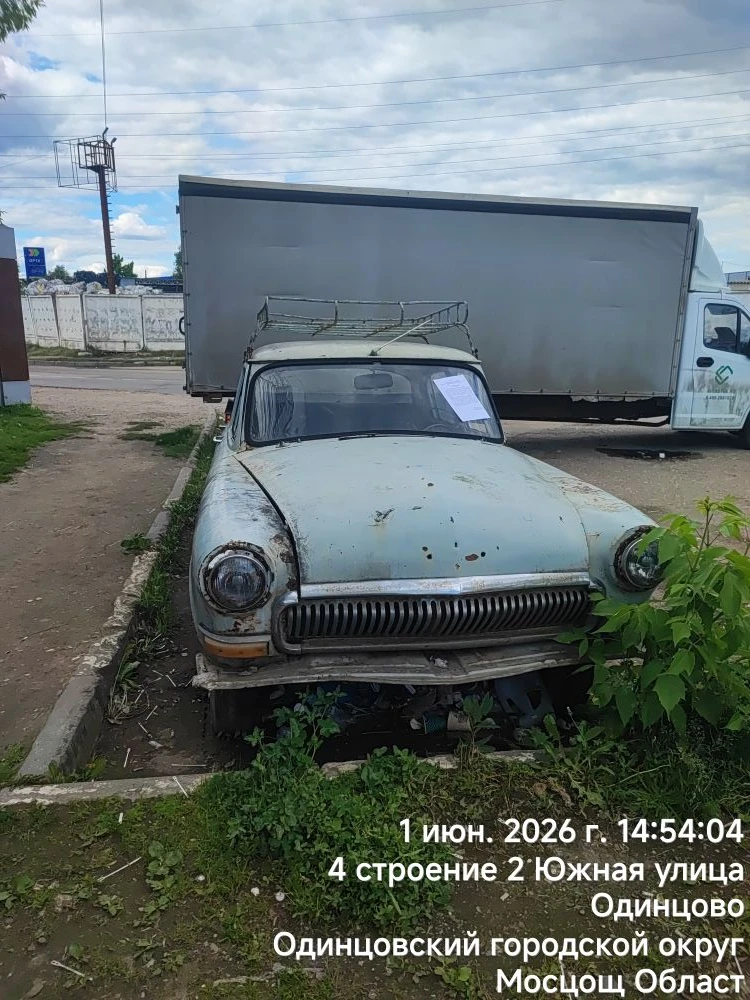 1 июн. 2026 г. 14:54:04
4 строение 2 Южная улица
Одинцово
Одинцовский городской округ
Мосцощ Област